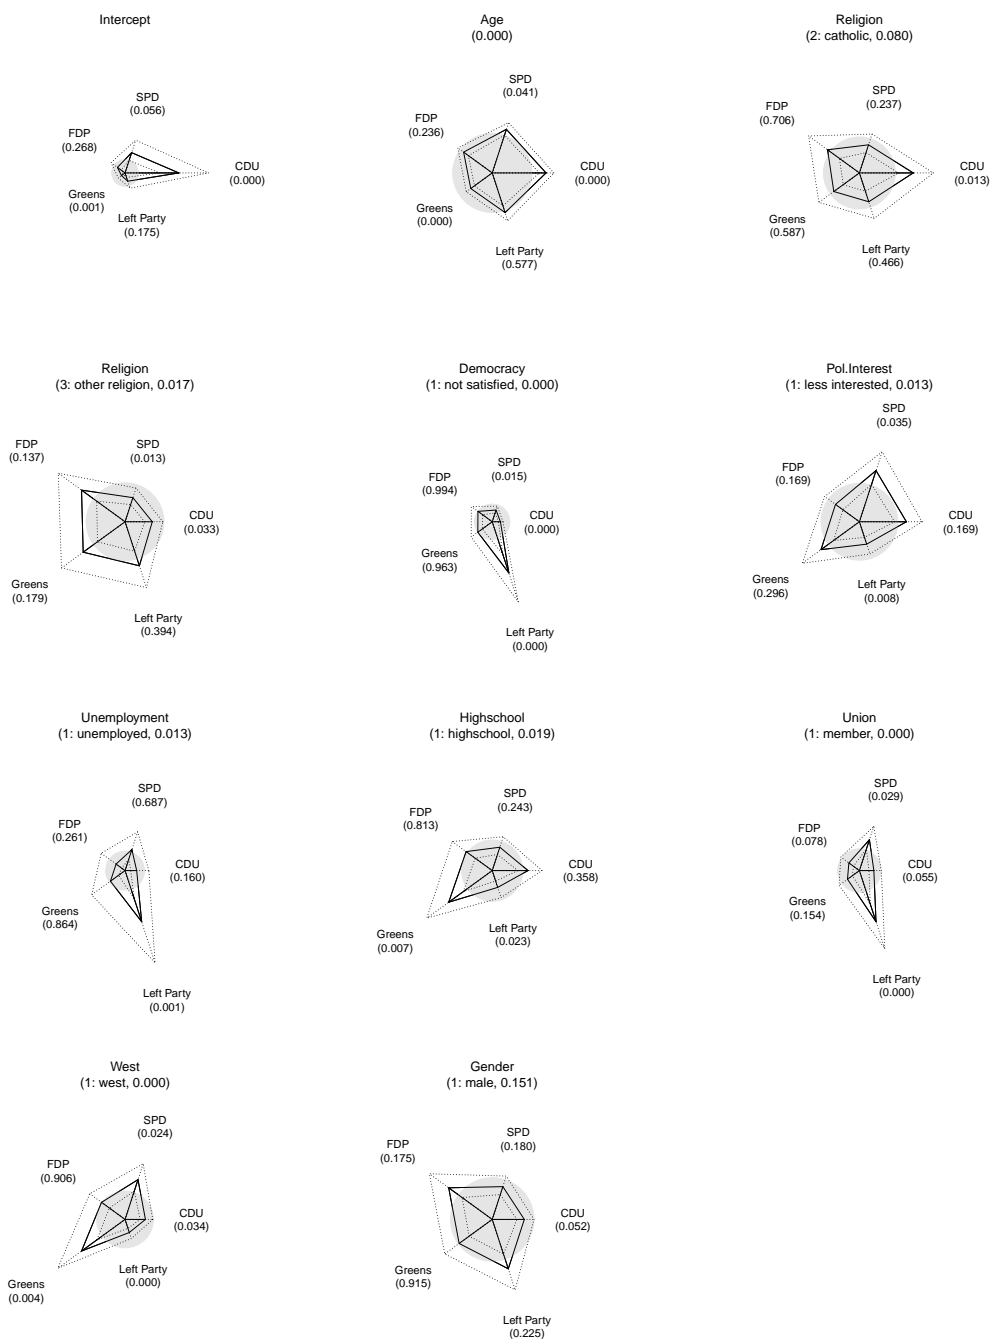 Intercept
SPD
(0.056)
FDP
(0.268)
CDU
(0.000)
Greens
(0.001)
Left Party
(0.175)
Age
(0.000)
SPD
(0.041)
FDP
(0.236)
CDU
(0.000)
Greens
(0.000)
Left Party
(0.577)
Religion
(2: catholic, 0.080)
SPD
(0.237)
FDP
(0.706)
CDU
(0.013)
Greens
(0.587)
Left Party
(0.466)
Religion
(3: other religion, 0.017)
FDP
(0.137)
SPD
(0.013)
CDU
(0.033)
Greens
(0.179)
Left Party
(0.394)
Democracy
(1: not satisfied, 0.000)
SPD
(0.015)
FDP
(0.994)
CDU
(0.000)
Greens
(0.963)
Left Party
(0.000)
Pol.Interest
(1: less interested, 0.013)
SPD
(0.035)
FDP
(0.169)
CDU
(0.169)
Greens
(0.296)
Left Party
(0.008)
Unemployment
(1: unemployed, 0.013)
SPD
(0.687)
FDP
(0.261)
CDU
(0.160)
Greens
(0.864)
Left Party
(0.001)
Highschool
(1: highschool, 0.019)
SPD
(0.243)
FDP
(0.813)
CDU
(0.358)
Greens
(0.007)
Left Party
(0.023)
Union
(1: member, 0.000)
SPD
(0.029)
FDP
(0.078)
CDU
(0.055)
Greens
(0.154)
Left Party
(0.000)
West
(1: west, 0.000)
SPD
(0.024)
FDP
(0.906)
CDU
(0.034)
Greens
(0.004)
Left Party
(0.000)
Gender
(1: male, 0.151)
SPD
(0.180)
FDP
(0.175)
CDU
(0.052)
Greens
(0.915)
Left Party
(0.225)